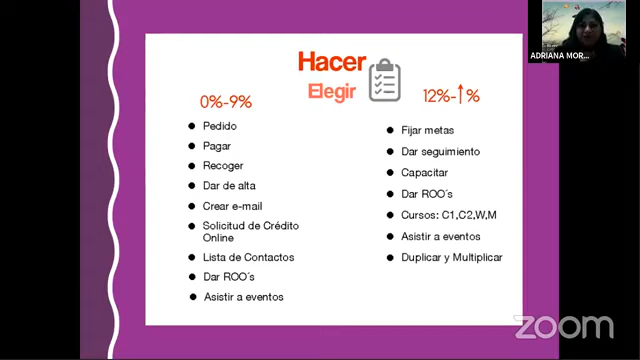 Hacer
Elegir
0%-9%
Pedido
Pagar
Recoger
Dar de alta
Crear e-mail
Solicitud de Crédito
Online
Lista de Contactos
Dar ROO´s
Asistir a eventos
12%-↑%
Fijar metas
Dar seguimiento
Capacitar
Dar ROO´s
Cursos: C1,C2,W,M
Asistir a eventos
Duplicar y Multiplicar
ADRIANA MOR...
zoom